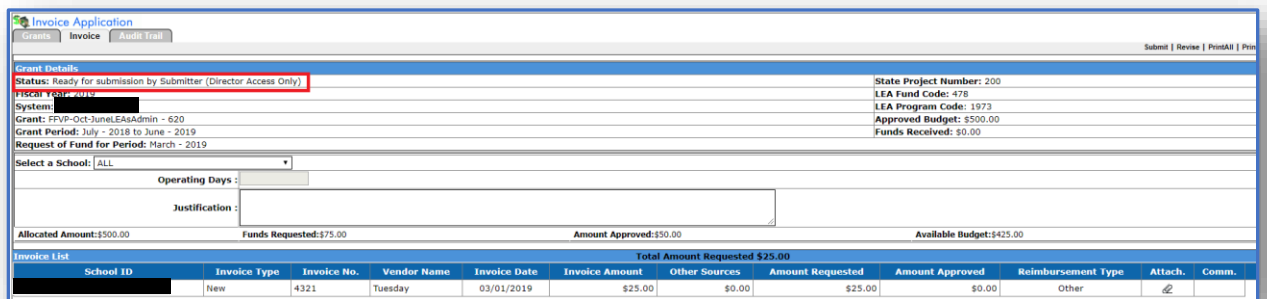 Invoice Application
Grants Invoice Audit Trail
Submit | Revise | PrintAll | Prin
Grant Details
Status: Ready for submission by Submitter (Director Access Only) State Project Number: 200
Fiscal Year: 2019 LEA Fund Code: 478
System: LEA Program Code: 1973
Grant: FFVP-Oct-JuneLEAsAdmin - 620 Approved Budget: $500.00
Grant Period: July - 2018 to June - 2019 Funds Received: $0.00
Request of Fund for Period: March - 2019
Select a School: ALL
Operating Days :
Justification :
Allocated Amount:$500.00 Funds Requested:$75.00 Amount Approved:$50.00 Available Budget:$425.00
Invoice List Total Amount Requested $25.00
School ID Invoice Type Invoice No. Vendor Name Invoice Date Invoice Amount Other Sources Amount Requested Amount Approved Reimbursement Type Attach. Comm.
New 4321 Tuesday 03/01/2019 $25.00 $0.00 $25.00 $0.00 Other